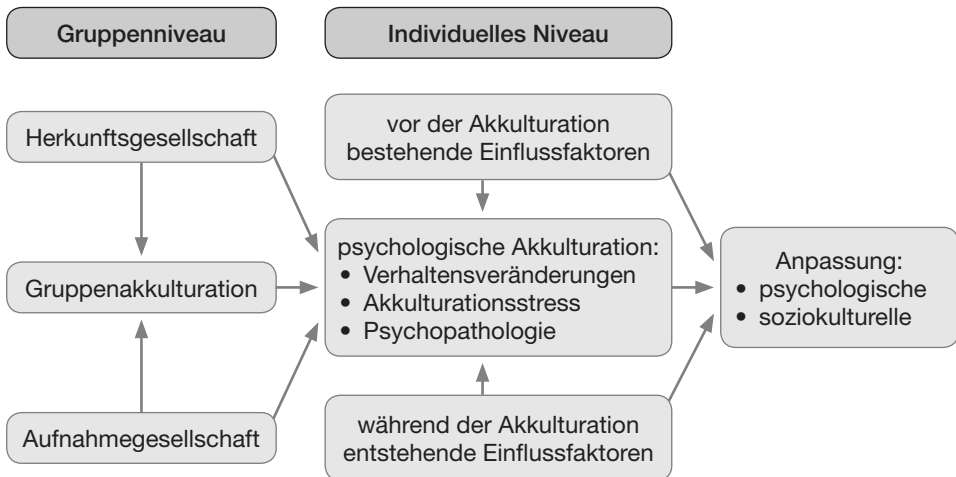 Gruppenniveau
Individuelles Niveau
Herkunftsgesellschaft
Gruppenakkulturation
Aufnahmegesellschaft
vor der Akkulturation
bestehende Einflussfaktoren
psychologische Akkulturation:
• Verhaltensveränderungen
• Akkulturationsstress
• Psychopathologie
während der Akkulturation
entstehende Einflussfaktoren
Anpassung:
• psychologische
• soziokulturelle